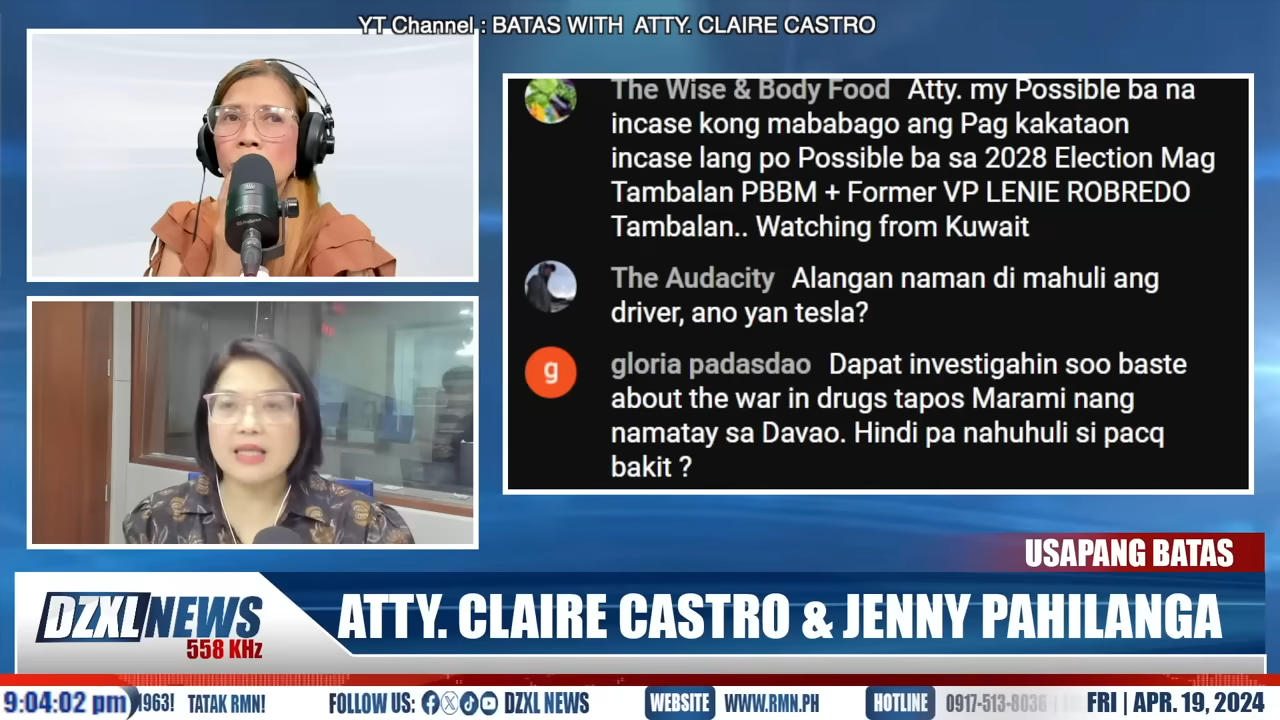 YT Channel : BATAS WITH ATTY. CLAIRE CASTRO
The Wise & Body Food Atty. my Possible ba na
incase kong mababago ang Pag kakataon
incase lang po Possible ba sa 2028 Election Mag
Tambalan PBBM + Former VP LENIE ROBREDO
Tambalan.. Watching from Kuwait
The Audacity Alangan naman di mahuli ang
driver, ano yan tesla?
g
gloria padasdao Dapat investigahin soo baste
about the war in drugs tapos Marami nang
namatay sa Davao. Hindi pa nahuhuli si pacq
bakit ?
USAPANG BATAS
DZXL NEWS
558 KHz
ATTY. CLAIRE CASTRO & JENNY PAHILANGA
9:04:02 pm 1963! TATAK RMN! FOLLOW US: DZXL NEWS WEBSITE WWW.RMN.PH HOTLINE 0917-513-8036 FRI | APR. 19, 2024